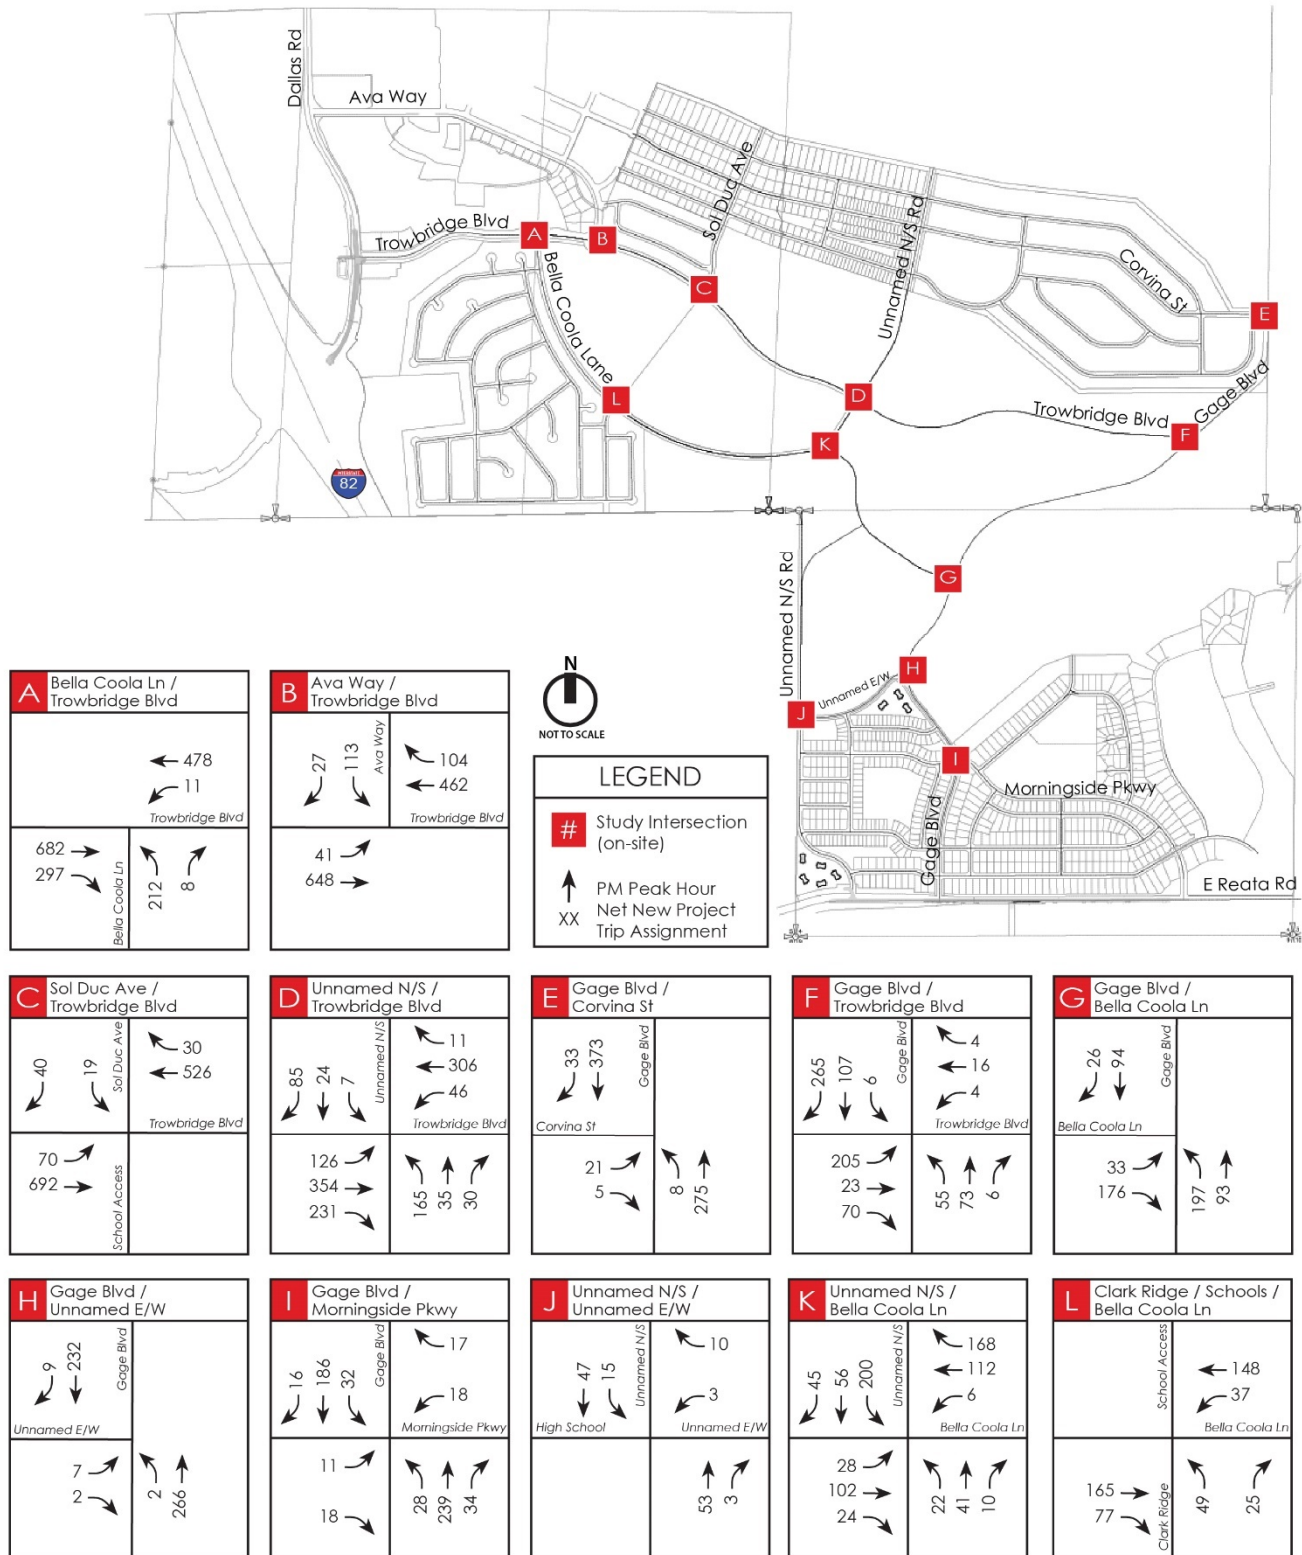 Dallas Rd
Ava Way
Sol Duc Ave
Unnamed N/S Rd
Trowbridge Blvd
A
B
C
Bella Coola Lane
Corvina St
E
L
D
K
Trowbridge Blvd
Gage Blvd
F
82
Unnamed N/S Rd
G
H
Unnamed E/W
J
I
Morningside Pkwy
Gage Blvd
E Reata Rd
N
NOT TO SCALE
LEGEND
# Study Intersection
(on-site)
XX PM Peak Hour
Net New Project
Trip Assignment
A Bella Coola Ln /
Trowbridge Blvd
478
11
Trowbridge Blvd
682
297
Bella Coola Ln
212
8
B Ava Way /
Trowbridge Blvd
27
113
Ava Way
104
462
Trowbridge Blvd
41
648
C Sol Duc Ave /
Trowbridge Blvd
40
19
Sol Duc Ave
30
526
Trowbridge Blvd
70
692
School Access
D Unnamed N/S /
Trowbridge Blvd
85
24
7
Unnamed N/S
11
306
46
Trowbridge Blvd
126
354
231
165
35
30
E Gage Blvd /
Corvina St
33
373
Gage Blvd
Corvina St
21
5
8
275
F Gage Blvd /
Trowbridge Blvd
265
107
6
Gage Blvd
4
16
4
Trowbridge Blvd
205
23
70
55
73
6
G Gage Blvd /
Bella Coola Ln
26
94
Gage Blvd
Bella Coola Ln
33
176
197
93
H Gage Blvd /
Unnamed E/W
9
232
Gage Blvd
Unnamed E/W
7
2
2
266
I Gage Blvd /
Morningside Pkwy
16
186
32
Gage Blvd
17
18
Morningside Pkwy
11
18
28
239
34
J Unnamed N/S /
Unnamed E/W
47
15
Unnamed N/S
10
3
High School
Unnamed E/W
53
3
K Unnamed N/S /
Bella Coola Ln
45
56
200
Unnamed N/S
168
112
6
Bella Coola Ln
28
102
24
22
41
10
L Clark Ridge / Schools /
Bella Coola Ln
School Access
148
37
Bella Coola Ln
165
77
Clark Ridge
49
25